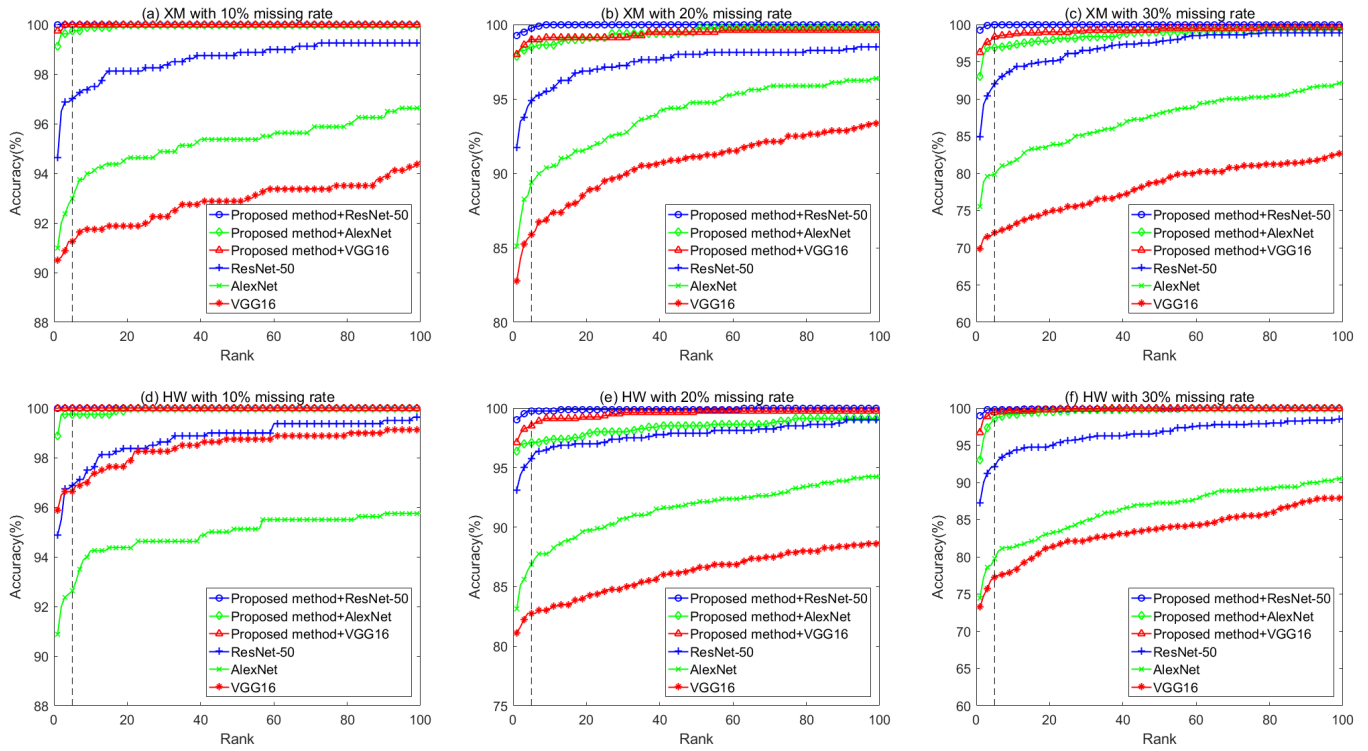 (a) XM with 10% missing rate
Accuracy(%)
100
98
96
94
92
90
88
0 20 40 60 80 100
Rank
Proposed method+ResNet-50
Proposed method+AlexNet
Proposed method+VGG16
ResNet-50
AlexNet
VGG16
(b) XM with 20% missing rate
Accuracy(%)
100
95
90
85
80
0 20 40 60 80 100
Rank
Proposed method+ResNet-50
Proposed method+AlexNet
Proposed method+VGG16
ResNet-50
AlexNet
VGG16
(c) XM with 30% missing rate
Accuracy(%)
100
95
90
85
80
75
70
65
60
0 20 40 60 80 100
Rank
Proposed method+ResNet-50
Proposed method+AlexNet
Proposed method+VGG16
ResNet-50
AlexNet
VGG16
(d) HW with 10% missing rate
Accuracy(%)
100
98
96
94
92
90
88
0 20 40 60 80 100
Rank
Proposed method+ResNet-50
Proposed method+AlexNet
Proposed method+VGG16
ResNet-50
AlexNet
VGG16
(e) HW with 20% missing rate
Accuracy(%)
100
95
90
85
80
75
0 20 40 60 80 100
Rank
Proposed method+ResNet-50
Proposed method+AlexNet
Proposed method+VGG16
ResNet-50
AlexNet
VGG16
(f) HW with 30% missing rate
Accuracy(%)
100
95
90
85
80
75
70
65
60
0 20 40 60 80 100
Rank
Proposed method+ResNet-50
Proposed method+AlexNet
Proposed method+VGG16
ResNet-50
AlexNet
VGG16